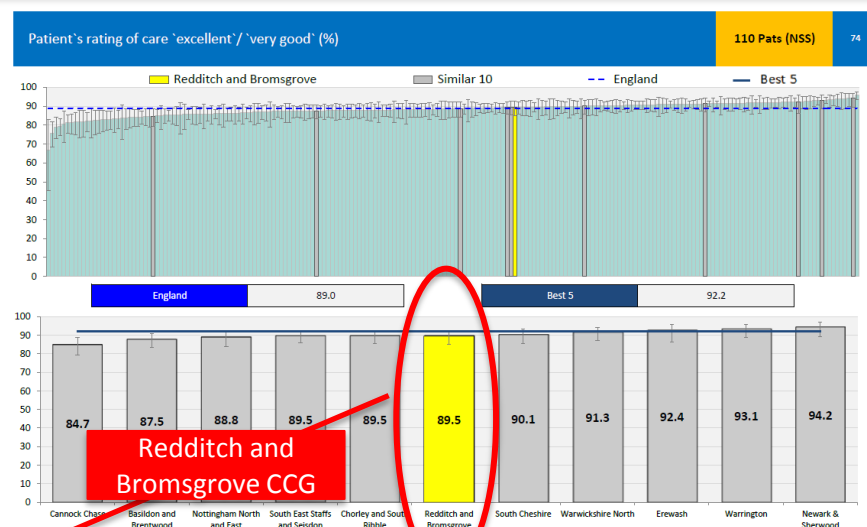 Patient`s rating of care `excellent`/ `very good` (%)
110 Pats (NSS)
74
Redditch and Bromsgrove
Similar 10
England
Best 5
100
90
80
70
60
50
40
30
20
10
0
England
89.0
Best 5
92.2
100
90
80
70
60
50
40
30
20
10
0
84.7
87.5
88.8
89.5
89.5
89.5
90.1
91.3
92.4
93.1
94.2
Redditch and
Bromsgrove CCG
Cannock Chase
Basildon and
Brentwood
Nottingham North
and East
South East Staffs
and Seisdon
Chorley and South
Ribble
Redditch and
Bromsgrove
South Cheshire
Warwickshire North
Erewash
Warrington
Newark &
Sherwood